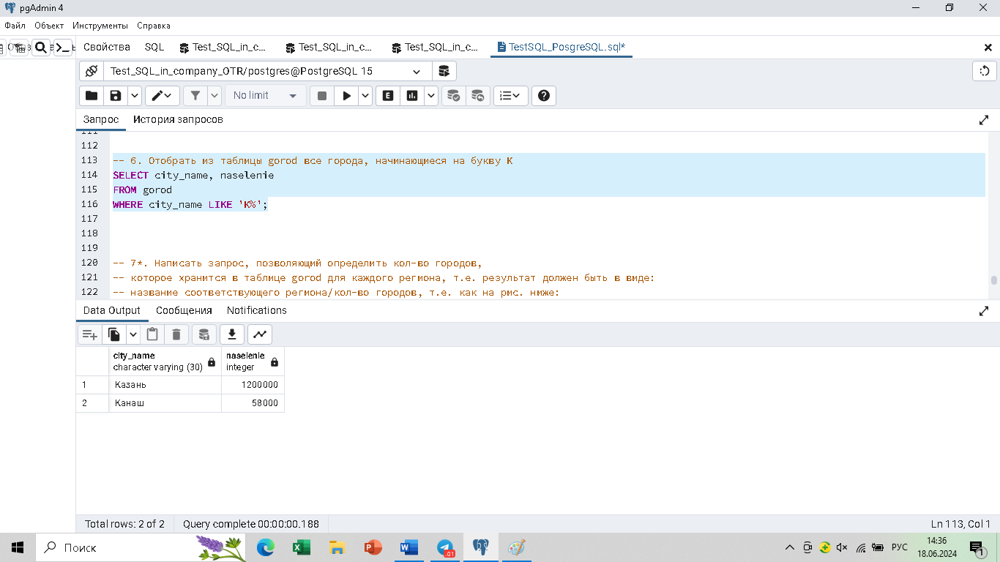 pgAdmin 4
Файл Объект Инструменты Справка
Свойства SQL Test_SQL_in_c... Test_SQL_in_c... Test_SQL_in_c... TestSQL_PosgreSQL.sql*
Test_SQL_in_company_OTR/postgres@PostgreSQL 15
No limit
E
Запрос История запросов
111
112
113 -- 6. Отобрать из таблицы gorod все города, начинающиеся на букву К
114 SELECT city_name, naselenie
115 FROM gorod
116 WHERE city_name LIKE 'К%';
117
118
119
120 -- 7*. Написать запрос, позволяющий определить кол-во городов,
121 -- которое хранится в таблице gorod для каждого региона, т.е. результат должен быть в виде:
122 -- название соответствующего региона/кол-во городов, т.е. как на рис. ниже:
Data Output Сообщения Notifications
city_name naselenie
character varying (30) integer
1 Казань 1200000
2 Канаш 58000
Total rows: 2 of 2 Query complete 00:00:00.188 Ln 113, Col 1
Поиск .01 РУС 14:36
18.06.2024 1